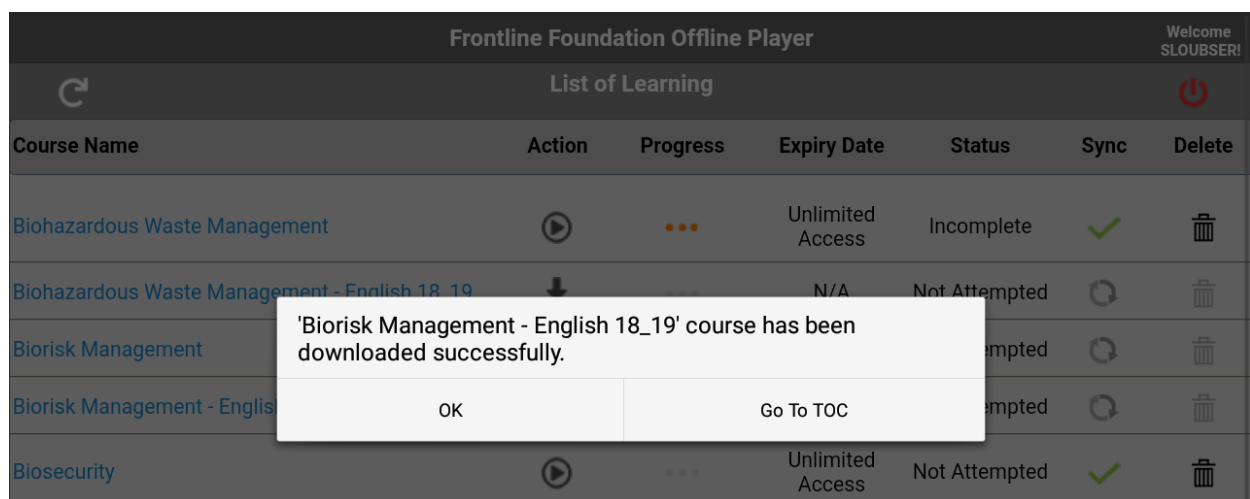 Frontline Foundation Offline Player
Welcome
SLOUBSER!
List of Learning
Course Name Action Progress Expiry Date Status Sync Delete
Biohazardous Waste Management Unlimited Access Incomplete
Biohazardous Waste Management - English 18_19 N/A Not Attempted
'Biorisk Management - English 18_19' course has been
downloaded successfully.
OK Go To TOC
Biorisk Management empted
Biorisk Management - Englis empted
Biosecurity Unlimited Access Not Attempted